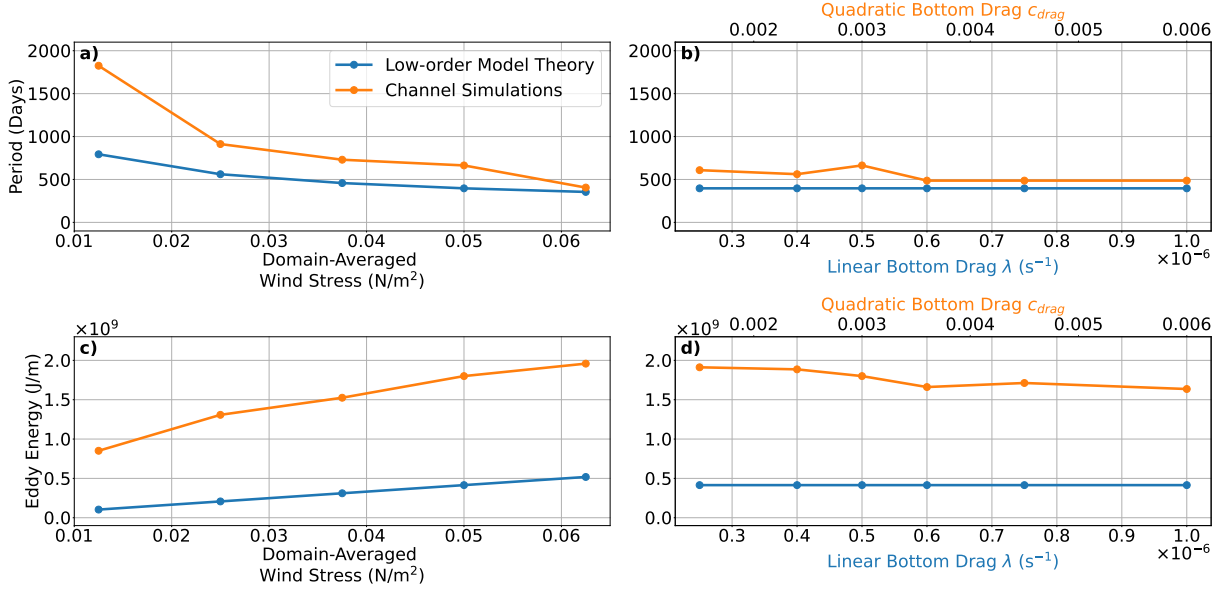 a)
Period (Days)
2000
1500
1000
500
0
0.01 0.02 0.03 0.04 0.05 0.06
Domain-Averaged
Wind Stress (N/m²)
Low-order Model Theory
Channel Simulations
Quadratic Bottom Drag c_drag
0.002 0.003 0.004 0.005 0.006
b)
2000
1500
1000
500
0
0.3 0.4 0.5 0.6 0.7 0.8 0.9 1.0
×10⁻⁶
Linear Bottom Drag λ (s⁻¹)
×10⁹
c)
Eddy Energy (J/m)
2.0
1.5
1.0
0.5
0.0
0.01 0.02 0.03 0.04 0.05 0.06
Domain-Averaged
Wind Stress (N/m²)
Quadratic Bottom Drag c_drag
×10⁹ 0.002 0.003 0.004 0.005 0.006
d)
2.0
1.5
1.0
0.5
0.0
0.3 0.4 0.5 0.6 0.7 0.8 0.9 1.0
×10⁻⁶
Linear Bottom Drag λ (s⁻¹)